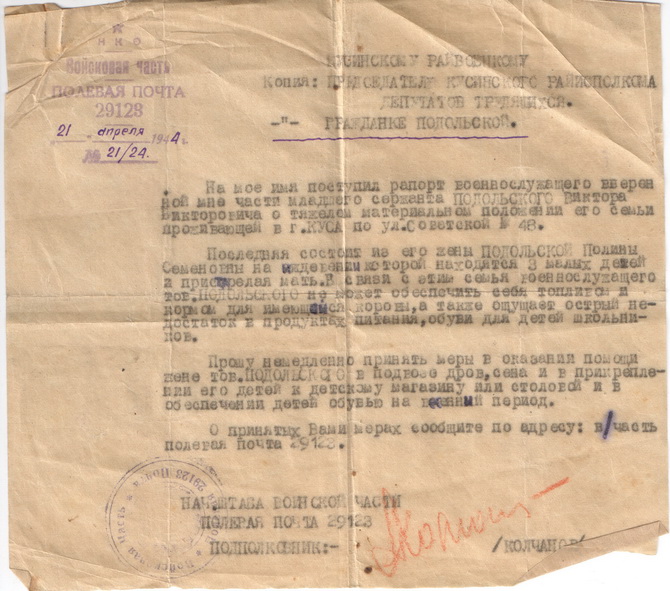 НКО
Войсковая часть
ПОЛЕВАЯ ПОЧТА
29123
21 апреля 1944 г.
№ 21/24.
КУСИНСКОМУ РАЙВОЕНКОМУ
Копия: ПРЕДСЕДАТЕЛЮ КУСИНСКОГО РАЙИСПОЛКОМА
ДЕПУТАТОВ ТРУДЯЩИХСЯ.
-"- ГРАЖДАНКЕ ПОДОЛЬСКОЙ.
На мое имя поступил рапорт военнослужащего вверен
ной мне части младшего сержанта ПОДОЛЬСКОГО Виктора
Викторовича о тяжелом материальном положении его семьи
проживающей в г.КУСА по ул.Советской № 48.
Последняя состоит из его жены ПОДОЛЬСКОЙ Полины
Семеновны на иждевении которой находятся 3 малых детей
и престарелая мать.В связи с этим семья военнослужащего
тов.ПОДОЛЬСКОГО не может обеспечить себя топливом и
кормом для имеющейся коровы,а также ощущает острый не-
достаток в продуктах питания,обуви для детей школьни-
ков.
Прошу немедленно принять меры в оказании помощи
жене тов.ПОДОЛЬСКОГО в подвозе дров,сена и в прикрепле-
нии его детей к детскому магазину или столовой и в
обеспечении детей обувью на период.
О принятых Вами мерах сообщите по адресу: в/часть
полевая почта 29123.
НАЧ.ШТАБА ВОИНСКОЙ ЧАСТИ
ПОЛЕВАЯ ПОЧТА 29123
ПОДПОЛКОВНИК:- /КОЛЧАНОВ/